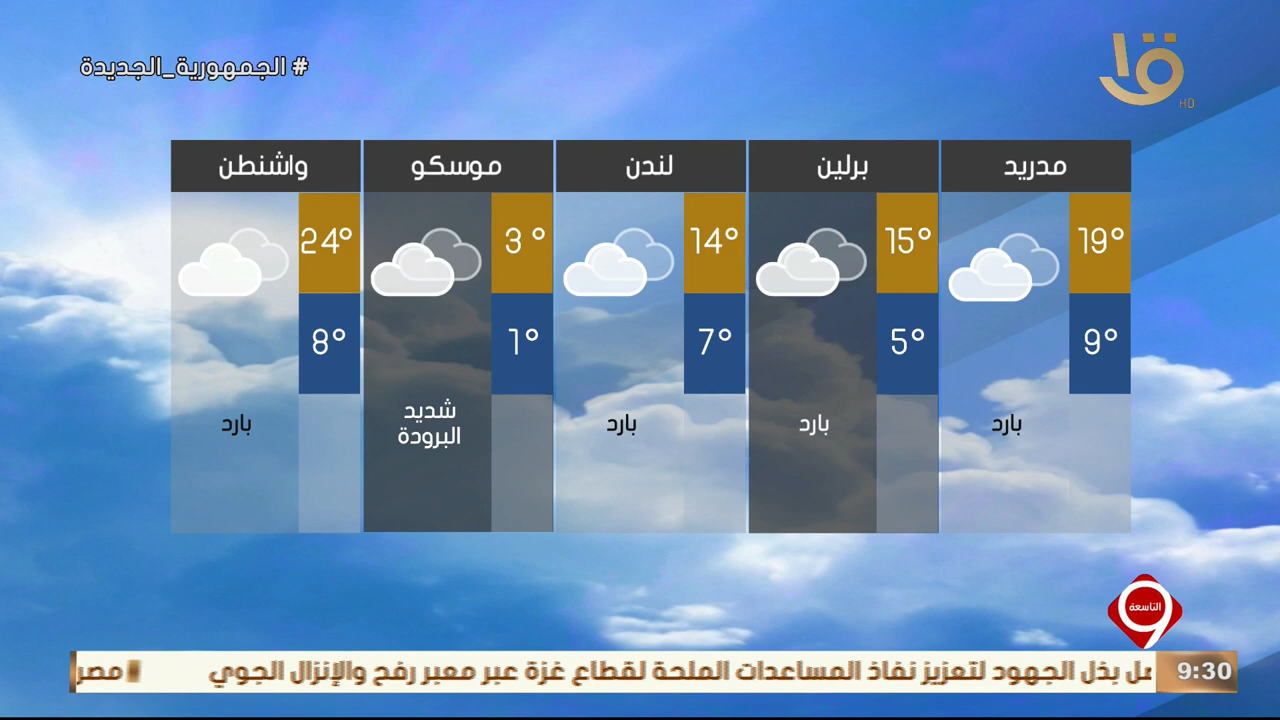 # الجمهورية_الجديدة
HD
مدريد
19°
9°
بارد
برلين
15°
5°
بارد
لندن
14°
7°
بارد
موسكو
3°
1°
شديد
البرودة
واشنطن
24°
8°
بارد
التاسعة
9
9:30
بذل الجهود لتعزيز نفاذ المساعدات الملحة لقطاع غزة عبر معبر رفح والإنزال الجوي
مصر